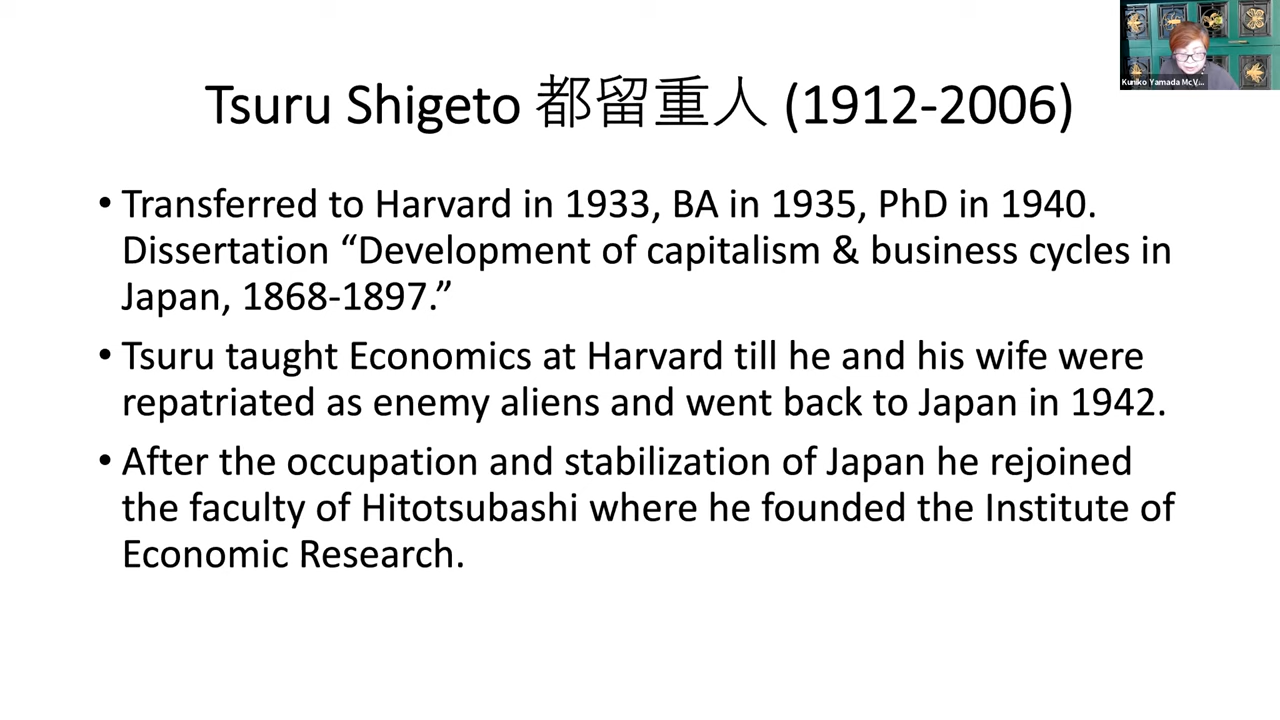 Kuniko Yamada McV...
Tsuru Shigeto 都留重人 (1912-2006)
• Transferred to Harvard in 1933, BA in 1935, PhD in 1940.
Dissertation “Development of capitalism & business cycles in
Japan, 1868-1897.”
• Tsuru taught Economics at Harvard till he and his wife were
repatriated as enemy aliens and went back to Japan in 1942.
• After the occupation and stabilization of Japan he rejoined
the faculty of Hitotsubashi where he founded the Institute of
Economic Research.